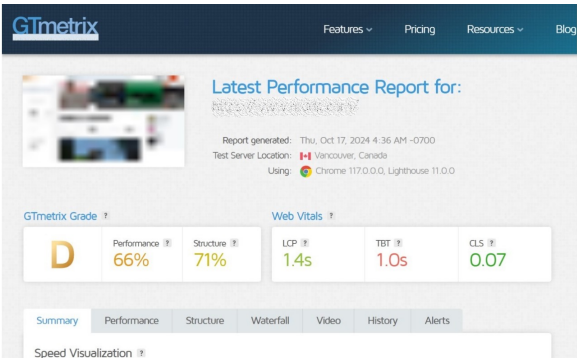 GTmetrix
Features Pricing Resources Blog
Latest Performance Report for:
Report generated: Thu, Oct 17, 2024 4:36 AM -0700
Test Server Location: Vancouver, Canada
Using: Chrome 117.0.0.0, Lighthouse 11.0.0
GTmetrix Grade ? Web Vitals ?
D Performance ? Structure ? LCP ? TBT ? CLS ?
66% 71% 1.4s 1.0s 0.07
Summary Performance Structure Waterfall Video History Alerts
Speed Visualization ?